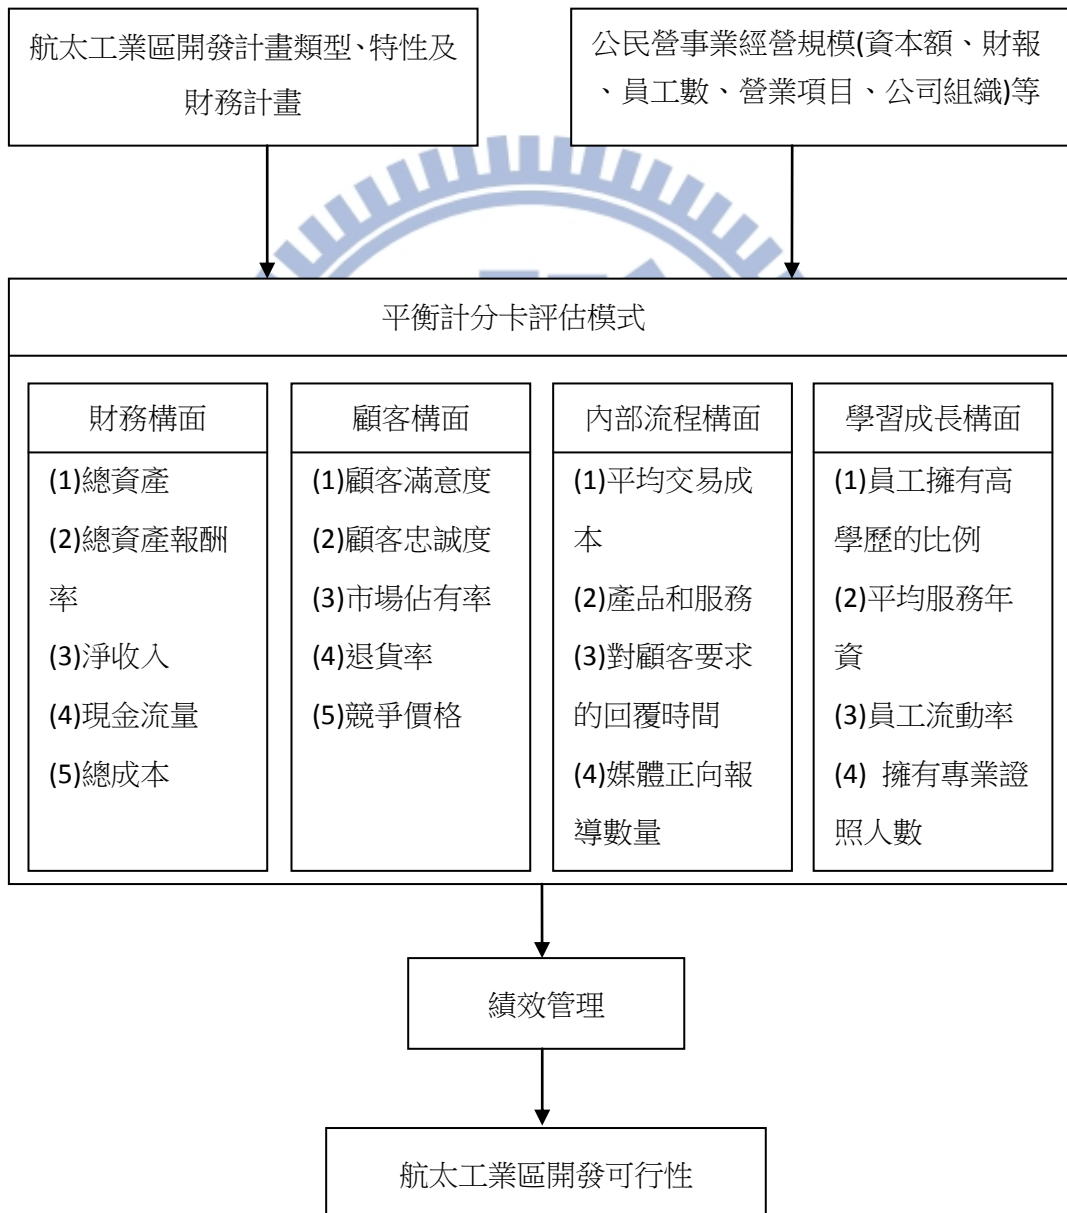 航太工業區開發計畫類型、特性及
財務計畫
公民營事業經營規模(資本額、財報
、員工數、營業項目、公司組織)等
平衡計分卡評估模式
財務構面
(1)總資產
(2)總資產報酬
率
(3)淨收入
(4)現金流量
(5)總成本
顧客構面
(1)顧客滿意度
(2)顧客忠誠度
(3)市場佔有率
(4)退貨率
(5)競爭價格
內部流程構面
(1)平均交易成
本
(2)產品和服務
(3)對顧客要求
的回覆時間
(4)媒體正向報
導數量
學習成長構面
(1)員工擁有高
學歷的比例
(2)平均服務年
資
(3)員工流動率
(4) 擁有專業證
照人數
績效管理
航太工業區開發可行性